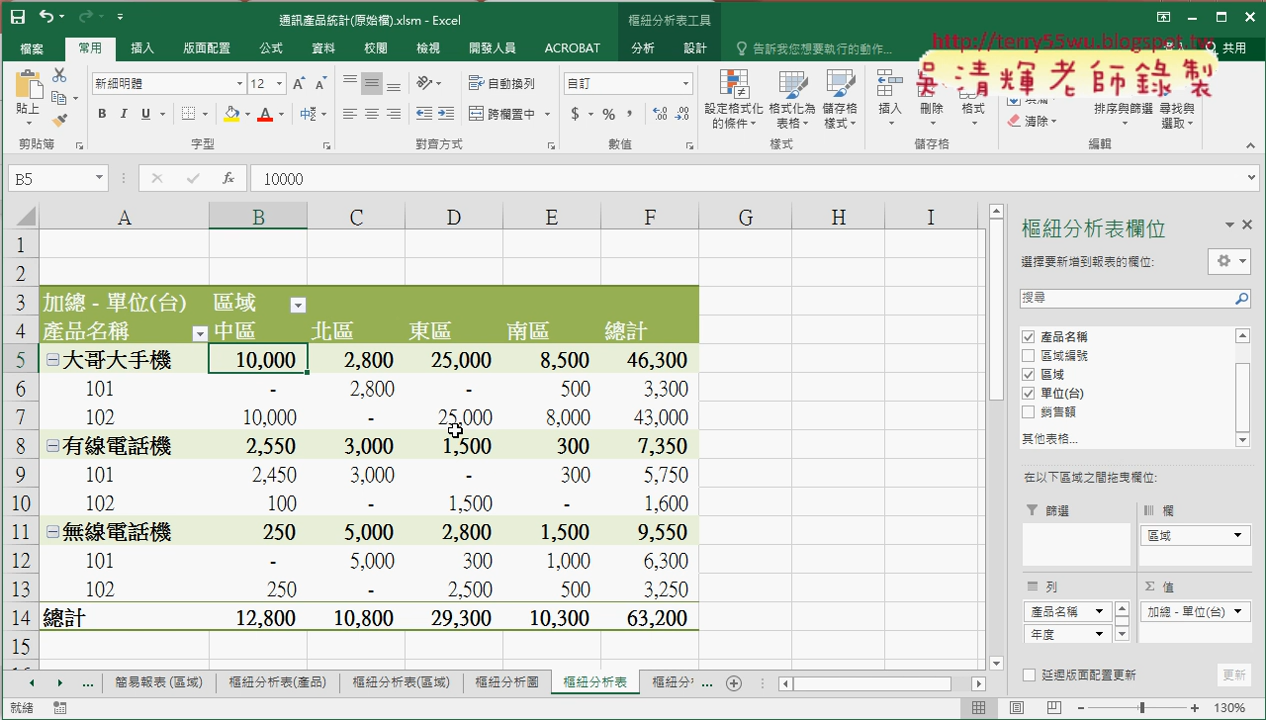 通訊產品統計(原始檔).xlsm - Excel
樞紐分析表工具
檔案 常用 插入 版面配置 公式 資料 校閱 檢視 開發人員 ACROBAT 分析 設計 告訴我您想要執行的動作... 共用
http://terry55wu.blogspot.tw
吳清輝老師錄製
貼上 新細明體 12 自動換列 自訂 設定格式化的條件 格式化為表格 儲存格樣式 插入 刪除 格式 清除 排序與篩選 尋找與選取
B I U 跨欄置中 $ %
剪貼簿 字型 對齊方式 數值 樣式 儲存格 編輯
B5 fx 10000
A B C D E F G H I
1
2
3 加總 - 單位(台) 區域
4 產品名稱 中區 北區 東區 南區 總計
5 大哥大手機 10,000 2,800 25,000 8,500 46,300
6 101 - 2,800 - 500 3,300
7 102 10,000 - 25,000 8,000 43,000
8 有線電話機 2,550 3,000 1,500 300 7,350
9 101 2,450 3,000 - 300 5,750
10 102 100 - 1,500 - 1,600
11 無線電話機 250 5,000 2,800 1,500 9,550
12 101 - 5,000 300 1,000 6,300
13 102 250 - 2,500 500 3,250
14 總計 12,800 10,800 29,300 10,300 63,200
15
樞紐分析表欄位
選擇要新增到報表的欄位:
搜尋
產品名稱
區域編號
區域
單位(台)
銷售額
其他表格...
在以下區域之間拖曳欄位:
篩選 欄
區域
列 Σ 值
產品名稱 加總 - 單位(台)
年度
延遲版面配置更新 更新
... 簡易報表 (區域) 樞紐分析表(產品) 樞紐分析表(區域) 樞紐分析圖 樞紐分析表 ...
就緒 130%